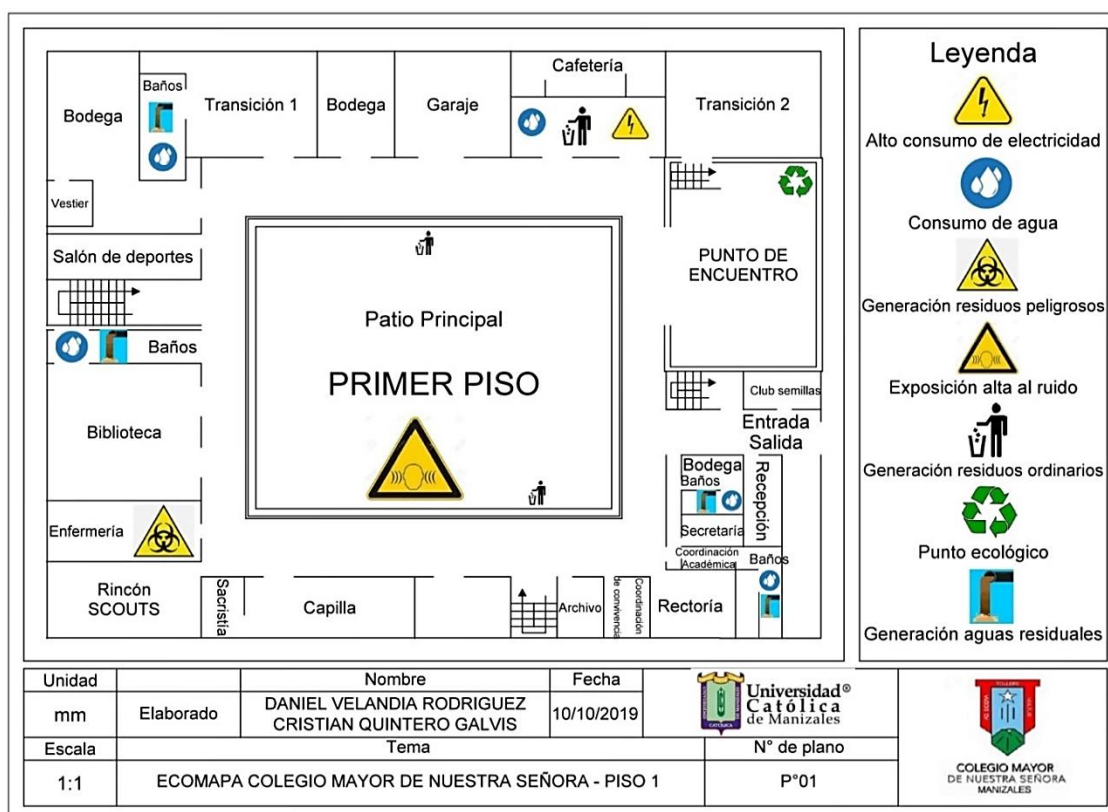 Cafetería
Baños
Bodega
Transición 1
Bodega
Garaje
Transición 2
Vestier
Salón de deportes
PUNTO DE
ENCUENTRO
Patio Principal
Baños
PRIMER PISO
Club semillas
Biblioteca
Entrada
Salida
Bodega
Baños
Recepción
Enfermería
Secretaría
Coordinación
Académica
Baños
Rincón
SCOUTS
Sacristía
Capilla
Archivo
Coordinación
de convivencia
Rectoría
Leyenda
Alto consumo de electricidad
Consumo de agua
Generación residuos peligrosos
Exposición alta al ruido
Generación residuos ordinarios
Punto ecológico
Generación aguas residuales
Unidad
Nombre
Fecha
mm
Elaborado
DANIEL VELANDIA RODRIGUEZ
CRISTIAN QUINTERO GALVIS
10/10/2019
Universidad®
Católica
de Manizales
Escala
Tema
N° de plano
1:1
ECOMAPA COLEGIO MAYOR DE NUESTRA SEÑORA - PISO 1
P°01
COLEGIO MAYOR
DE NUESTRA SEÑORA
MANIZALES